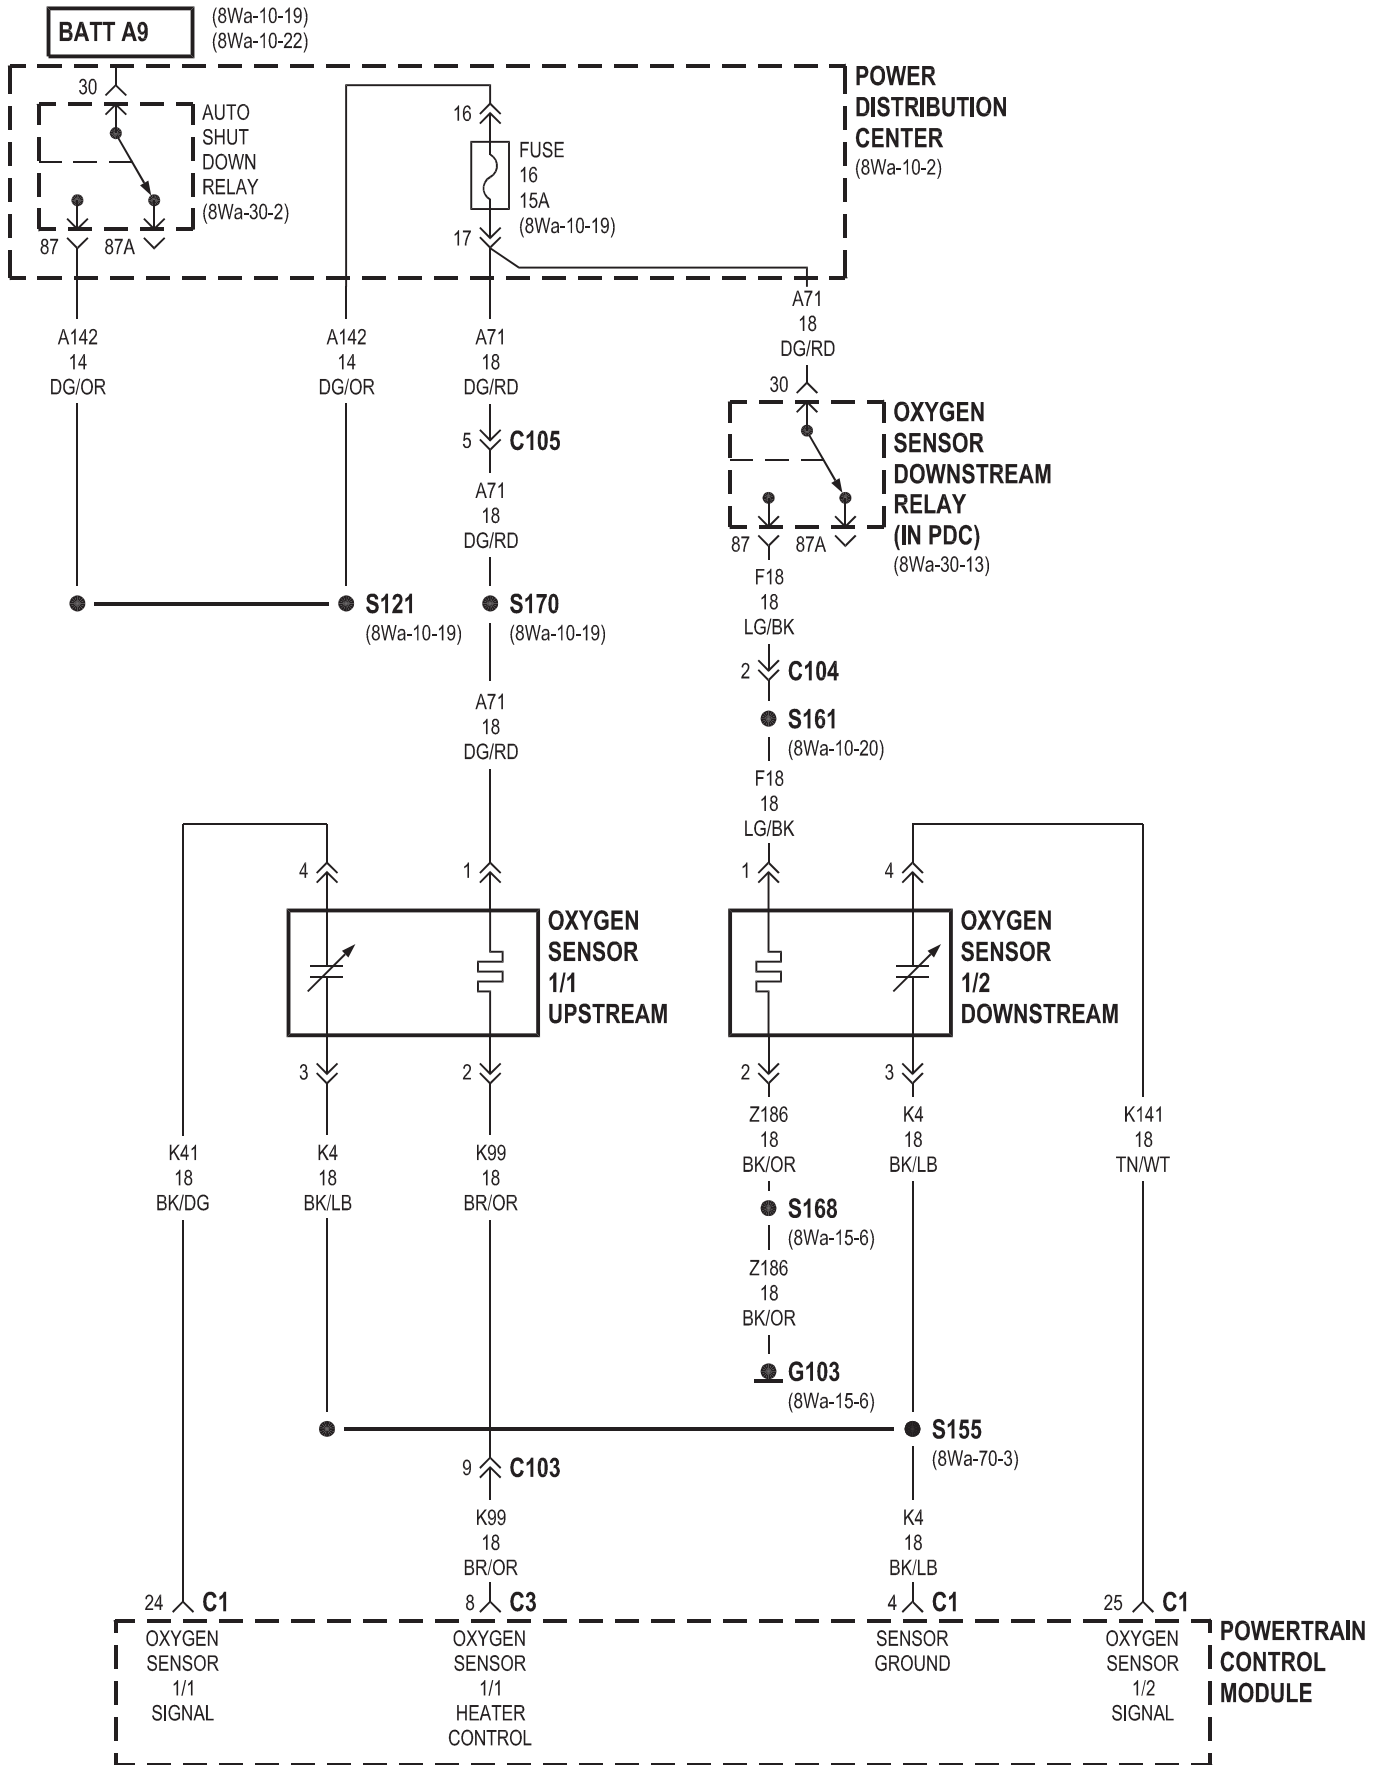 BATT A9
(8Wa-10-19)
(8Wa-10-22)
POWER
DISTRIBUTION
CENTER
(8Wa-10-2)
30
AUTO
SHUT
DOWN
RELAY
(8Wa-30-2)
87
87A
16
FUSE
16
15A
(8Wa-10-19)
17
A142
14
DG/OR
A142
14
DG/OR
A71
18
DG/RD
A71
18
DG/RD
30
OXYGEN
SENSOR
DOWNSTREAM
RELAY
(IN PDC)
(8Wa-30-13)
87
87A
5
C105
A71
18
DG/RD
S121
(8Wa-10-19)
S170
(8Wa-10-19)
F18
18
LG/BK
2
C104
S161
(8Wa-10-20)
A71
18
DG/RD
F18
18
LG/BK
4
1
1
4
OXYGEN
SENSOR
1/1
UPSTREAM
OXYGEN
SENSOR
1/2
DOWNSTREAM
3
2
2
3
K41
18
BK/DG
K4
18
BK/LB
K99
18
BR/OR
Z186
18
BK/OR
K4
18
BK/LB
K141
18
TN/WT
S168
(8Wa-15-6)
Z186
18
BK/OR
G103
(8Wa-15-6)
S155
(8Wa-70-3)
9
C103
K99
18
BR/OR
K4
18
BK/LB
24
C1
8
C3
4
C1
25
C1
OXYGEN
SENSOR
1/1
SIGNAL
OXYGEN
SENSOR
1/1
HEATER
CONTROL
SENSOR
GROUND
OXYGEN
SENSOR
1/2
SIGNAL
POWERTRAIN
CONTROL
MODULE